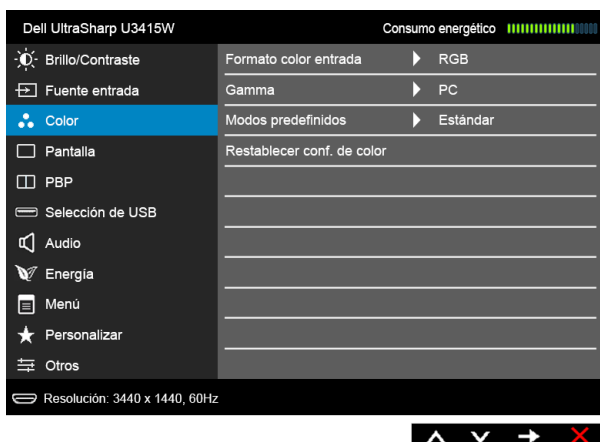 Dell UltraSharp U3415W Consumo energético
Brillo/Contraste Formato color entrada RGB
Fuente entrada Gamma PC
Color Modos predefinidos Estándar
Pantalla Restablecer conf. de color
PBP
Selección de USB
Audio
Energía
Menú
Personalizar
Otros
Resolución: 3440 x 1440, 60Hz